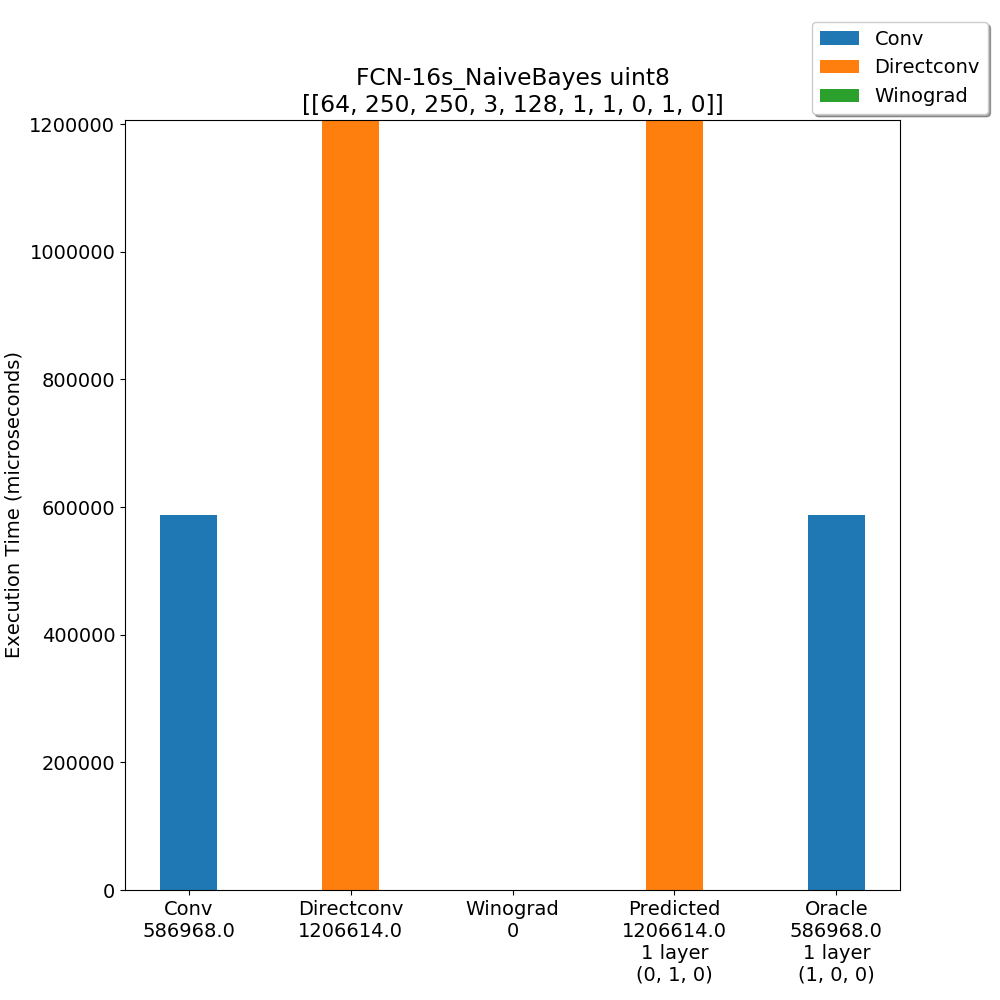 Conv
Directconv
Winograd
FCN-16s_NaiveBayes uint8
[[64, 250, 250, 3, 128, 1, 1, 0, 1, 0]]
Execution Time (microseconds)
1200000
1000000
800000
600000
400000
200000
0
Conv
586968.0
Directconv
1206614.0
Winograd
0
Predicted
1206614.0
1 layer
(0, 1, 0)
Oracle
586968.0
1 layer
(1, 0, 0)